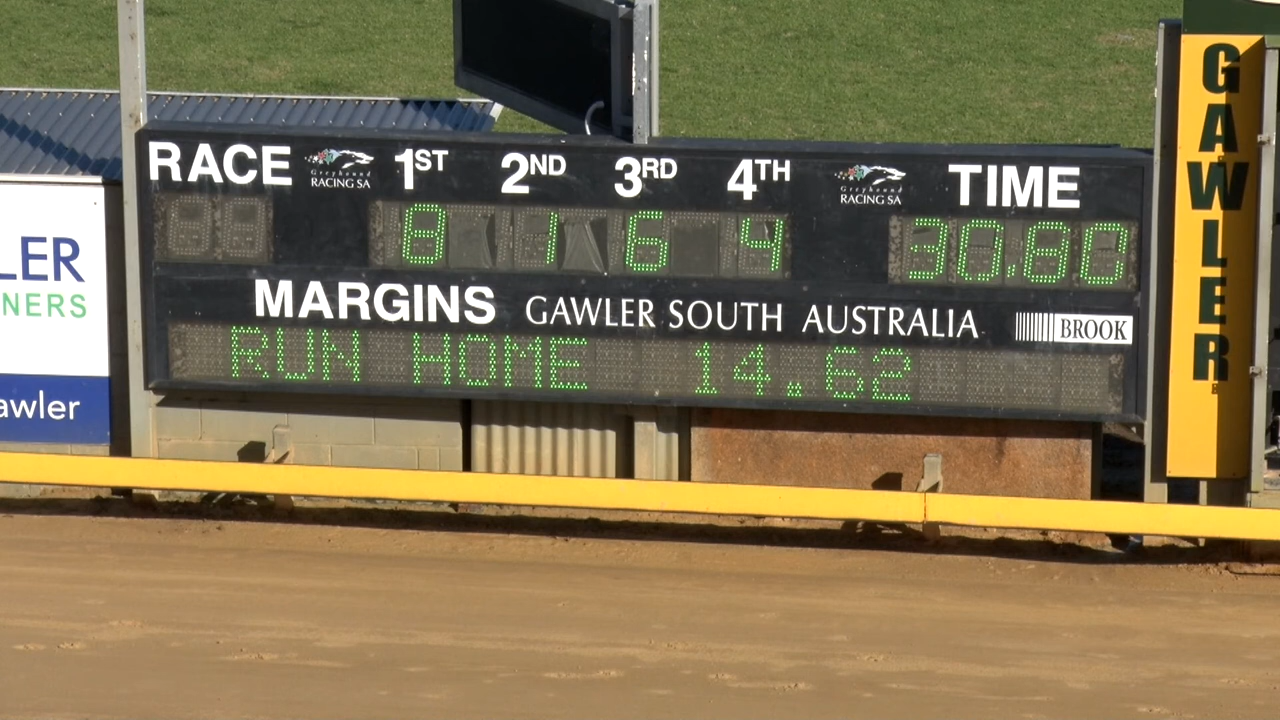 RACE Greyhound RACING SA 1ST 2ND 3RD 4TH Greyhound RACING SA TIME
8 1 6 4 30.80
MARGINS GAWLER SOUTH AUSTRALIA BROOK
RUN HOME 14.62
GAWLER
LER
NERS
awler